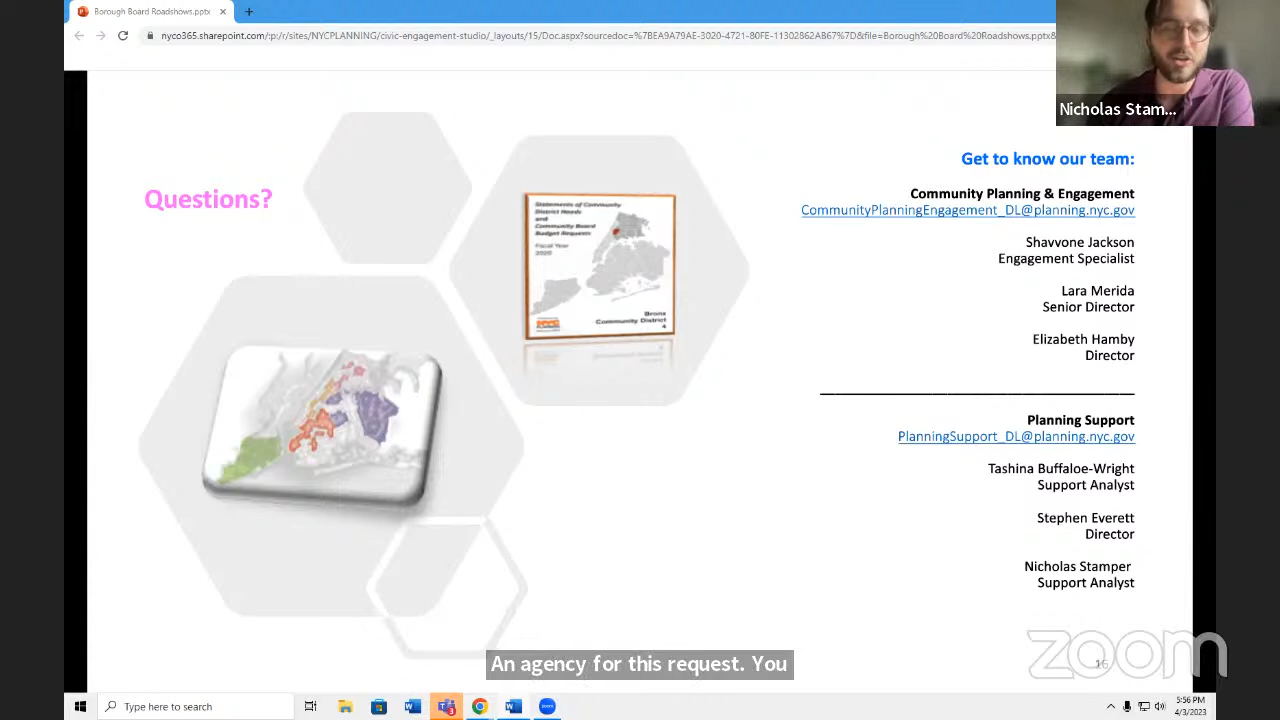 Borough Board Roadshows.pptx
nyco365.sharepoint.com/:p:/r/sites/NYCPLANNING/civic-engagement-studio/_layouts/15/Doc.aspx?sourcedoc=%7BEA9A79AE-3020-4721-80FE-11302862AB67%7D&file=Borough%20Board%20Roadshows.pptx&
Nicholas Stam...
Questions?
Statements of Community
District Needs
and
Community Board
Budget Requests
Fiscal Year
2020
Bronx
Community District
4
Get to know our team:
Community Planning & Engagement
CommunityPlanningEngagement_DL@planning.nyc.gov
Shavvone Jackson
Engagement Specialist
Lara Merida
Senior Director
Elizabeth Hamby
Director
Planning Support
PlanningSupport_DL@planning.nyc.gov
Tashina Buffaloe-Wright
Support Analyst
Stephen Everett
Director
Nicholas Stamper
Support Analyst
zoom
16
An agency for this request. You
Type here to search
5:56 PM
4/3/2023